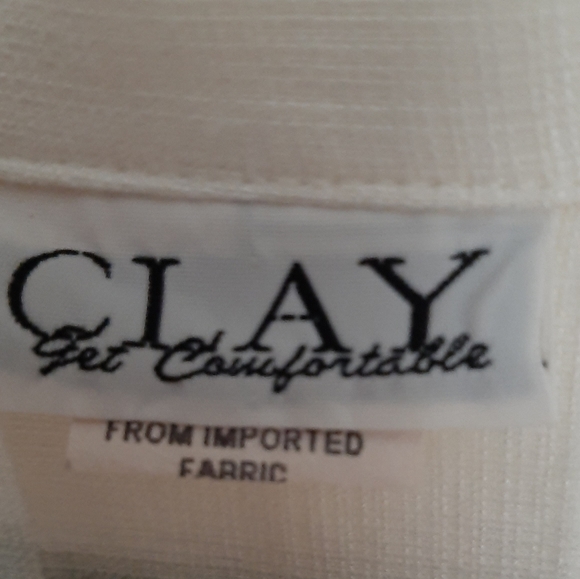 CLAY
Get Comfortable
FROM IMPORTED
FABRIC